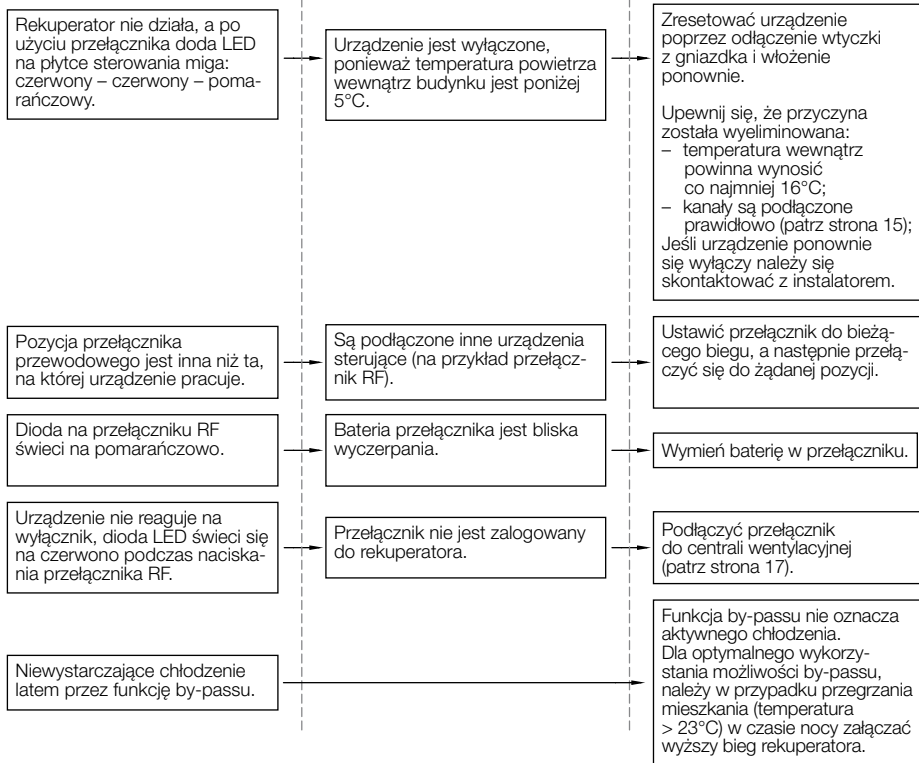 Rekuperator nie działa, a po
użyciu przełącznika doda LED
na płytce sterowania miga:
czerwony – czerwony – poma-
rańczowy.
Urządzenie jest wyłączone,
ponieważ temperatura powietrza
wewnątrz budynku jest poniżej
5°C.
Zresetować urządzenie
poprzez odłączenie wtyczki
z gniazdka i włożenie
ponownie.
Upewnij się, że przyczyna
została wyeliminowana:
– temperatura wewnątrz
powinna wynosić
co najmniej 16°C;
– kanały są podłączone
prawidłowo (patrz strona 15);
Jeśli urządzenie ponownie
się wyłączy należy się
skontaktować z instalatorem.
Pozycja przełącznika
przewodowego jest inna niż ta,
na której urządzenie pracuje.
Są podłączone inne urządzenia
sterujące (na przykład przełącz-
nik RF).
Ustawić przełącznik do bieżą-
cego biegu, a następnie przełą-
czyć się do żądanej pozycji.
Dioda na przełączniku RF
świeci na pomarańczowo.
Bateria przełącznika jest bliska
wyczerpania.
Wymień baterię w przełączniku.
Urządzenie nie reaguje na
wyłącznik, dioda LED świeci się
na czerwono podczas naciska-
nia przełącznika RF.
Przełącznik nie jest zalogowany
do rekuperatora.
Podłączyć przełącznik
do centrali wentylacyjnej
(patrz strona 17).
Niewystarczające chłodzenie
latem przez funkcję by-passu.
Funkcja by-passu nie oznacza
aktywnego chłodzenia.
Dla optymalnego wykorzy-
stania możliwości by-passu,
należy w przypadku przegrzania
mieszkania (temperatura
> 23°C) w czasie nocy załączać
wyższy bieg rekuperatora.